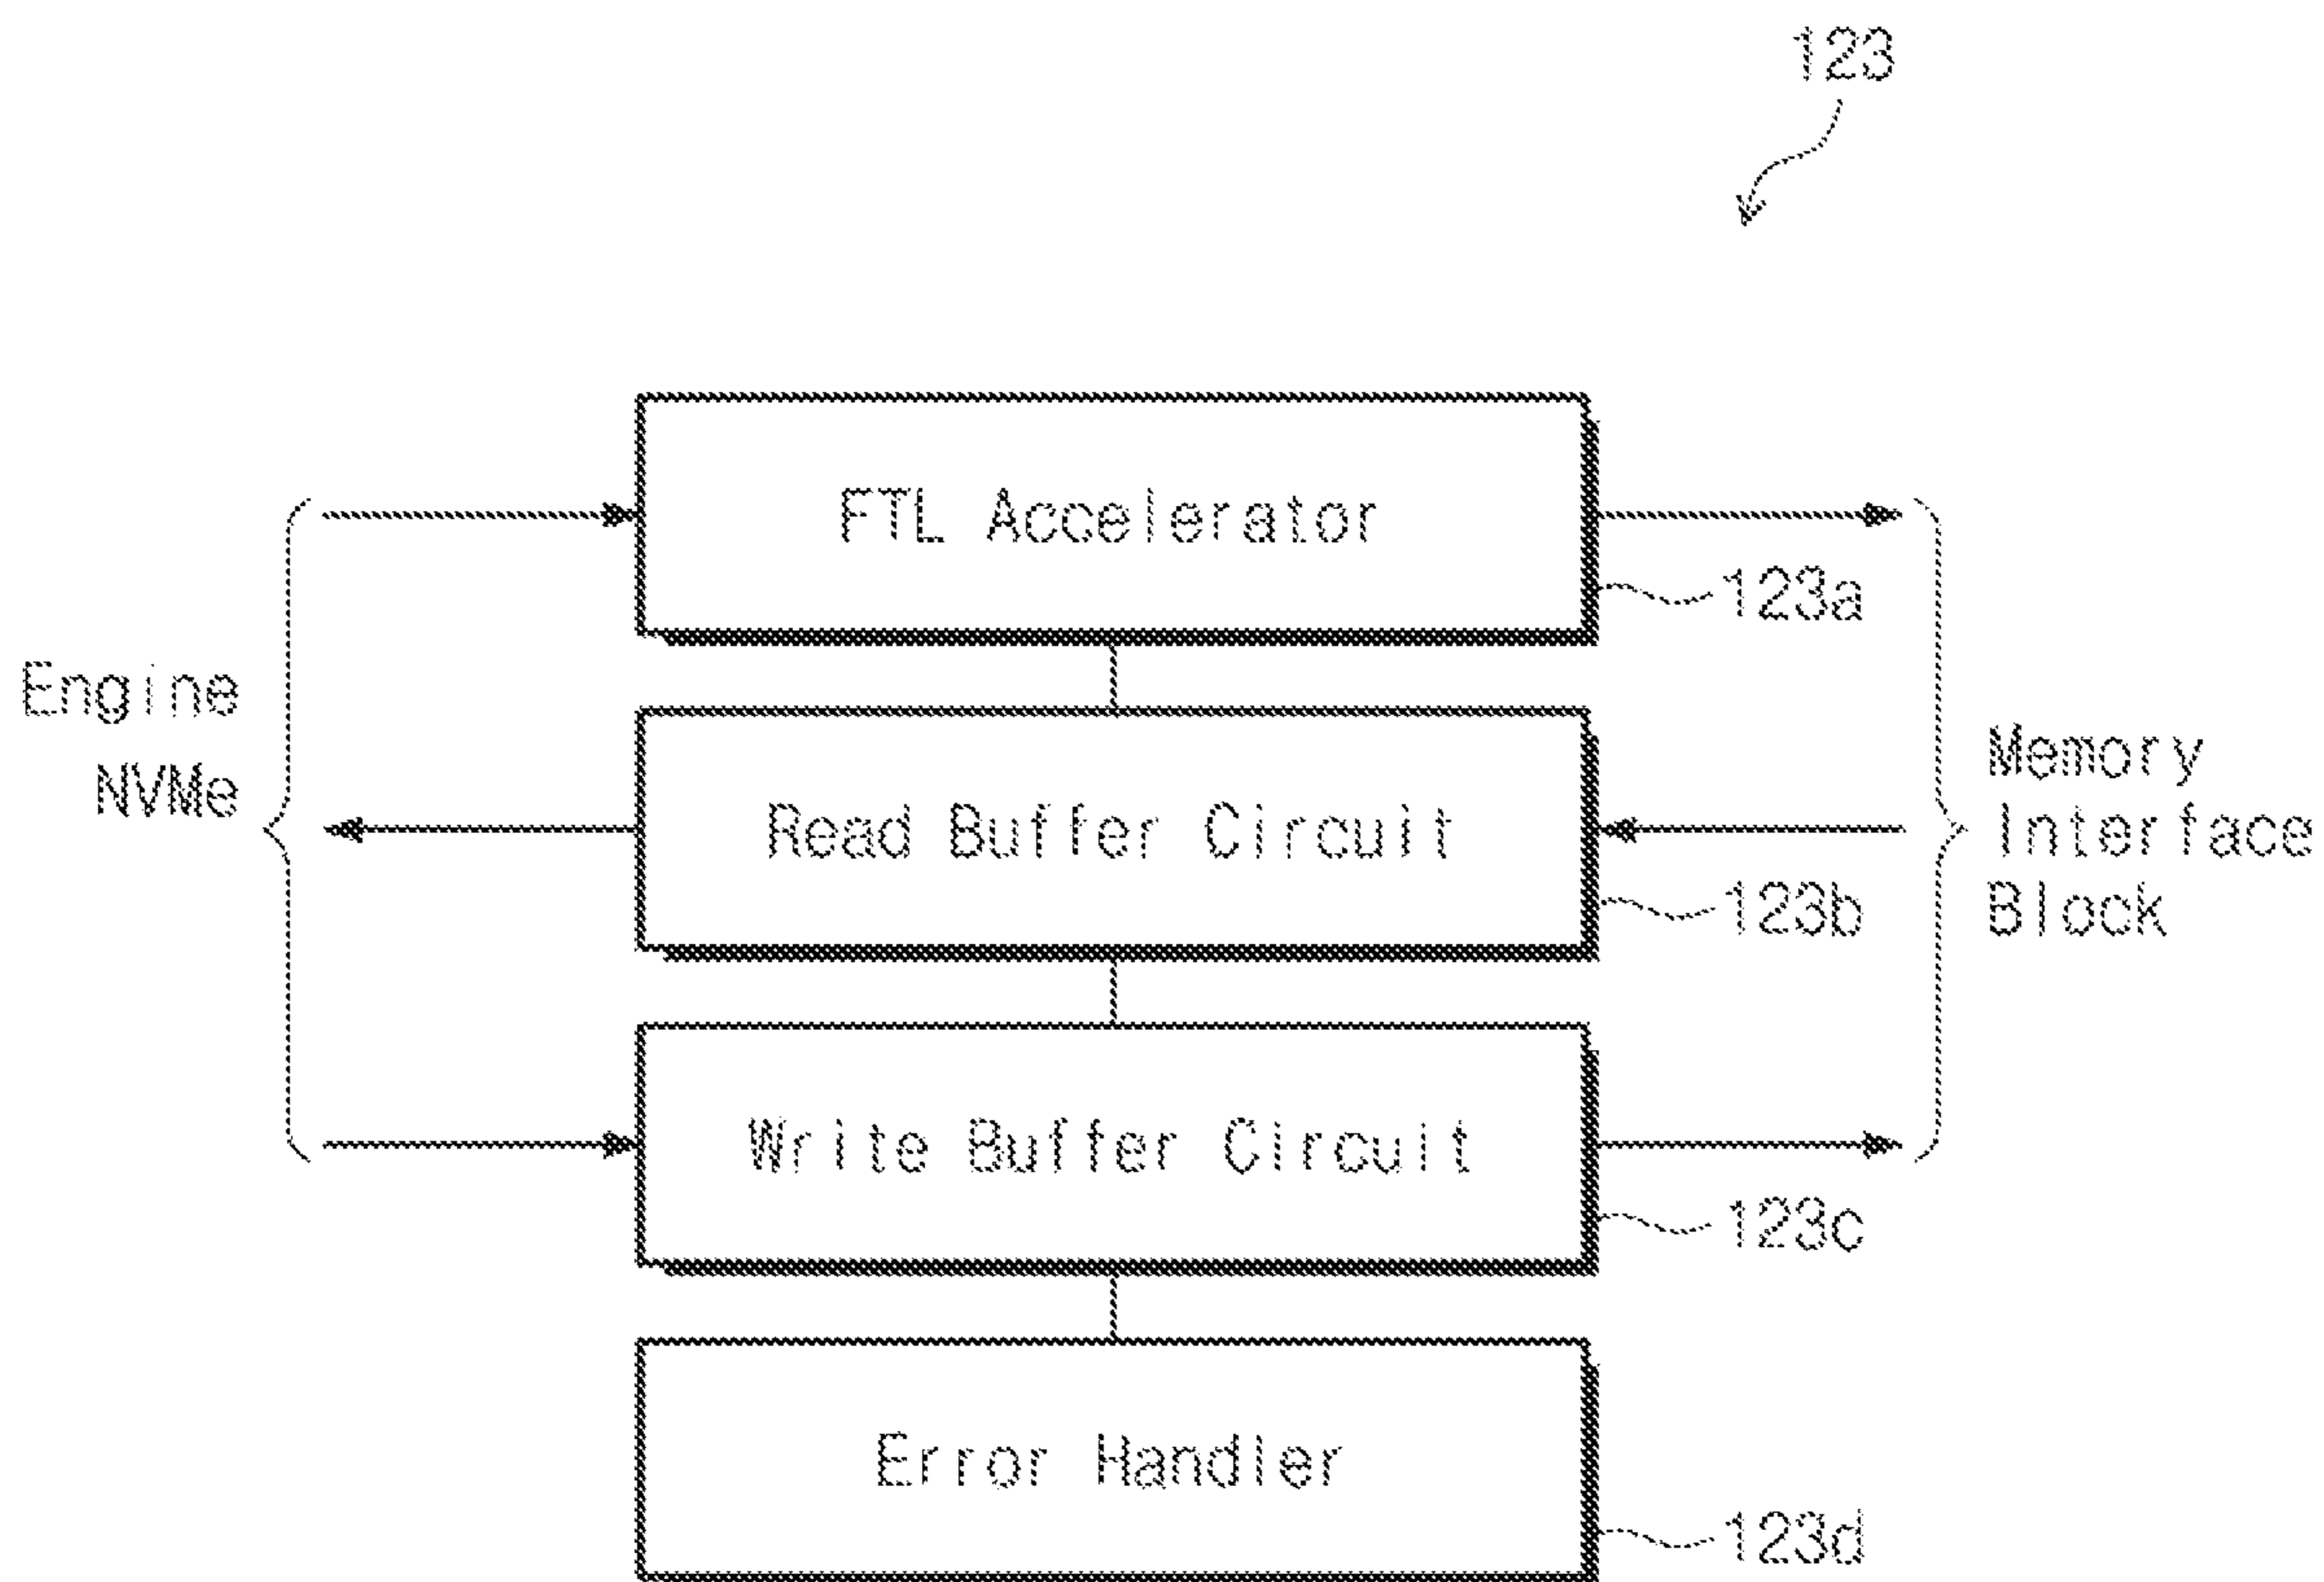 123
FTL Accelerator
123a
Engine
NVMe
Read Buffer Circuit
123b
Memory
Interface
Block
Write Buffer Circuit
123c
Error Handler
123d